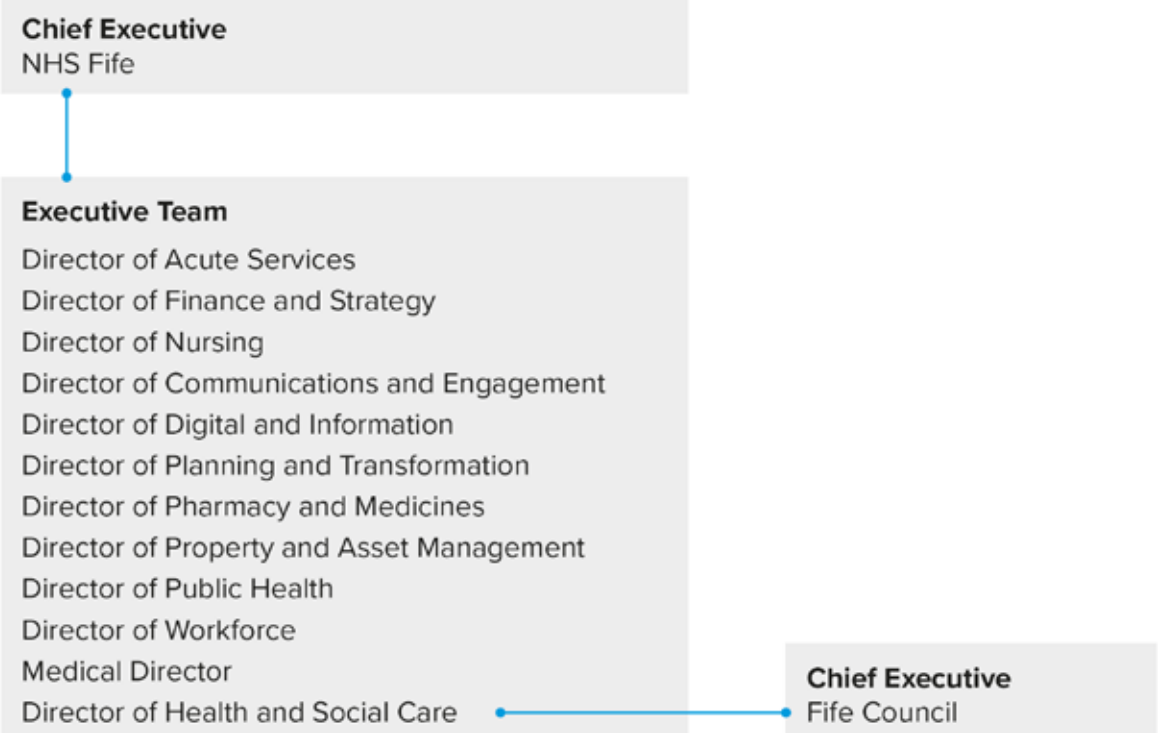 Chief Executive
NHS Fife
Executive Team
Director of Acute Services
Director of Finance and Strategy
Director of Nursing
Director of Communications and Engagement
Director of Digital and Information
Director of Planning and Transformation
Director of Pharmacy and Medicines
Director of Property and Asset Management
Director of Public Health
Director of Workforce
Medical Director
Director of Health and Social Care
Chief Executive
Fife Council